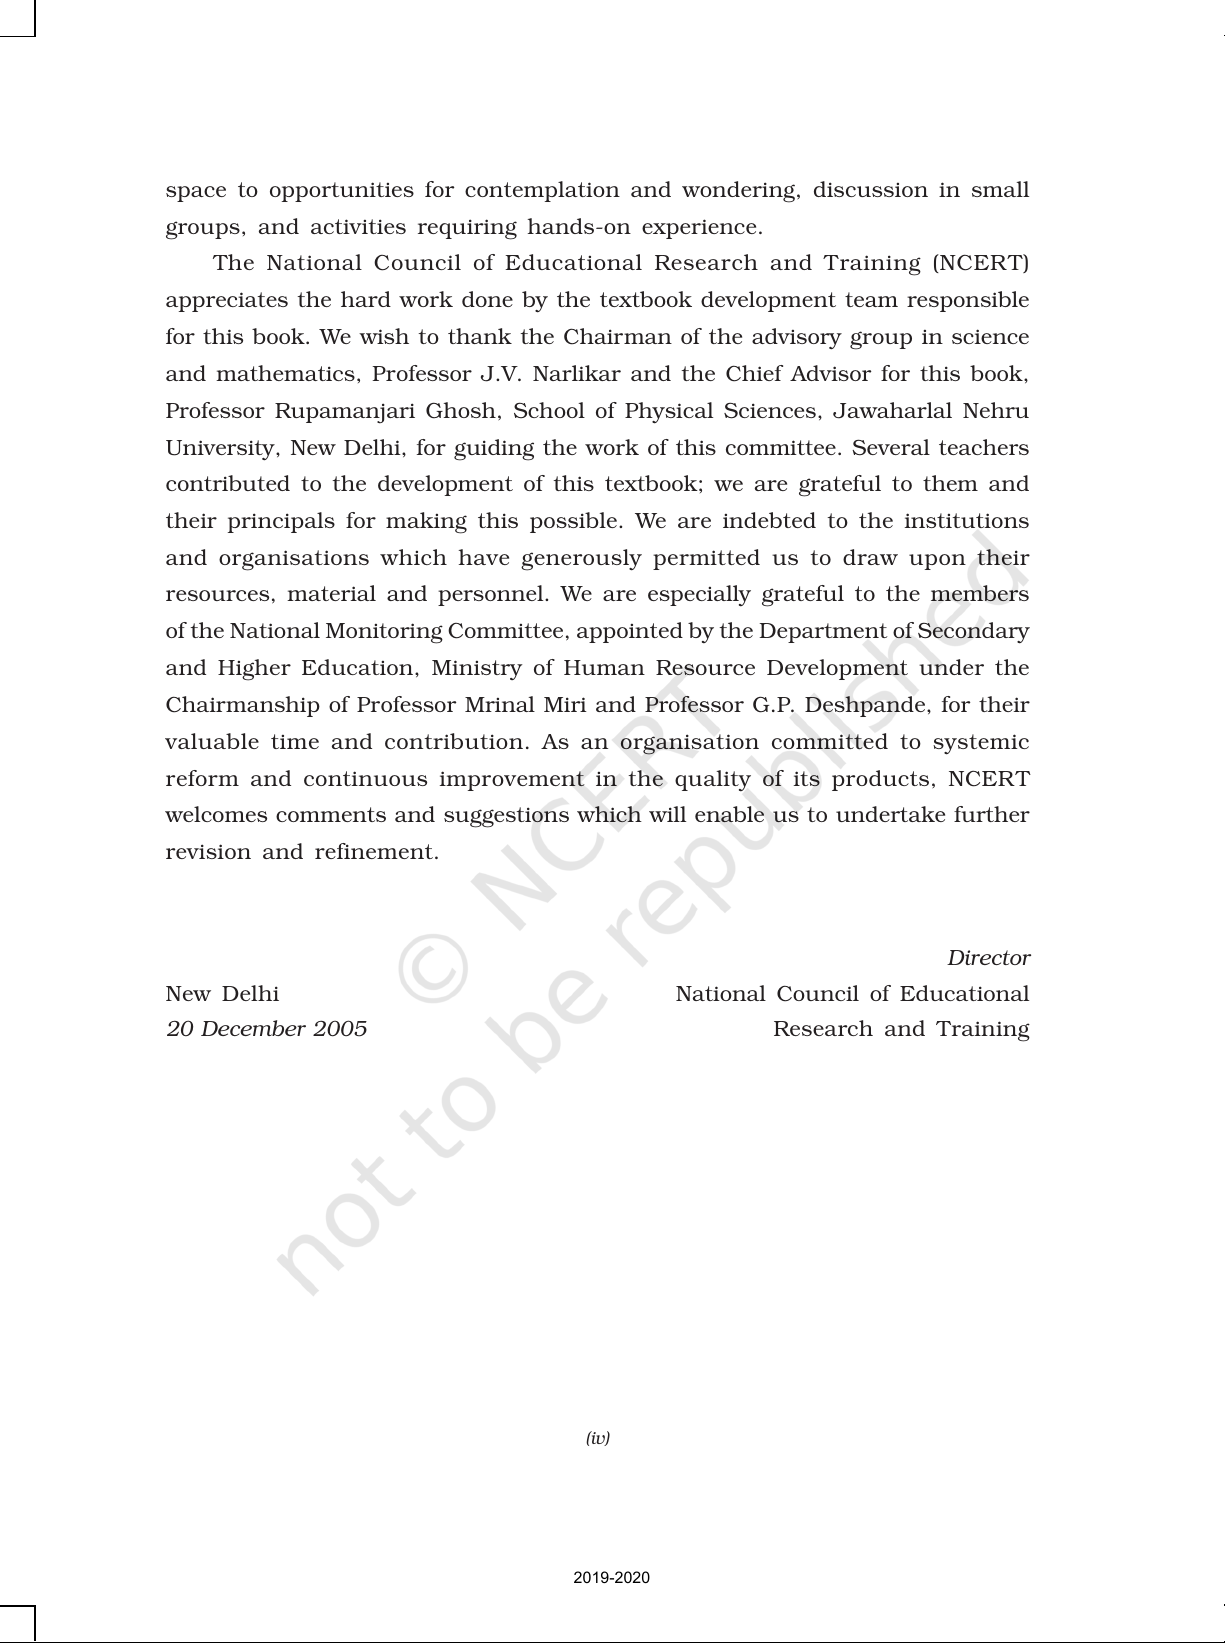 space to opportunities for contemplation and wondering, discussion in small
groups, and activities requiring hands-on experience.
The National Council of Educational Research and Training (NCERT)
appreciates the hard work done by the textbook development team responsible
for this book. We wish to thank the Chairman of the advisory group in science
and mathematics, Professor J.V. Narlikar and the Chief Advisor for this book,
Professor Rupamanjari Ghosh, School of Physical Sciences, Jawaharlal Nehru
University, New Delhi, for guiding the work of this committee. Several teachers
contributed to the development of this textbook; we are grateful to them and
their principals for making this possible. We are indebted to the institutions
and organisations which have generously permitted us to draw upon their
resources, material and personnel. We are especially grateful to the members
of the National Monitoring Committee, appointed by the Department of Secondary
and Higher Education, Ministry of Human Resource Development under the
Chairmanship of Professor Mrinal Miri and Professor G.P. Deshpande, for their
valuable time and contribution. As an organisation committed to systemic
reform and continuous improvement in the quality of its products, NCERT
welcomes comments and suggestions which will enable us to undertake further
revision and refinement.
Director
New Delhi National Council of Educational
20 December 2005 Research and Training
© NCERT
not to be republished
(iv)
2019-2020